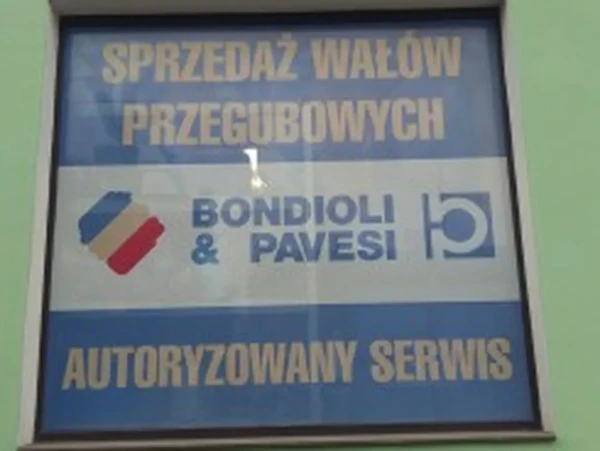 SPRZEDAŻ WAŁÓW
PRZEGUBOWYCH
BONDIOLI
& PAVESI
AUTORYZOWANY SERWIS